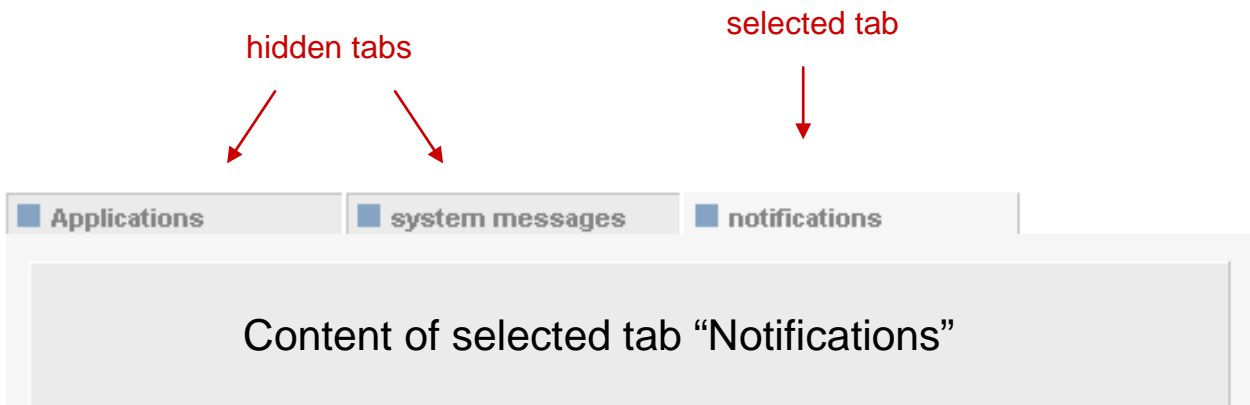 selected tab
hidden tabs
Applications
system messages
notifications
Content of selected tab “Notifications”